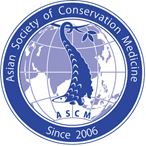 Asian Society of Conservation Medicine
ASCM
Since 2006